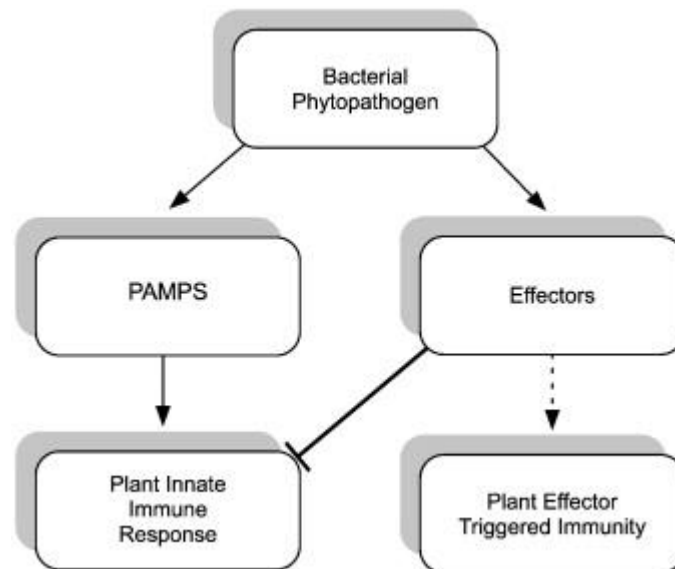 Bacterial
Phytopathogen
PAMPS
Effectors
Plant Innate
Immune
Response
Plant Effector
Triggered Immunity